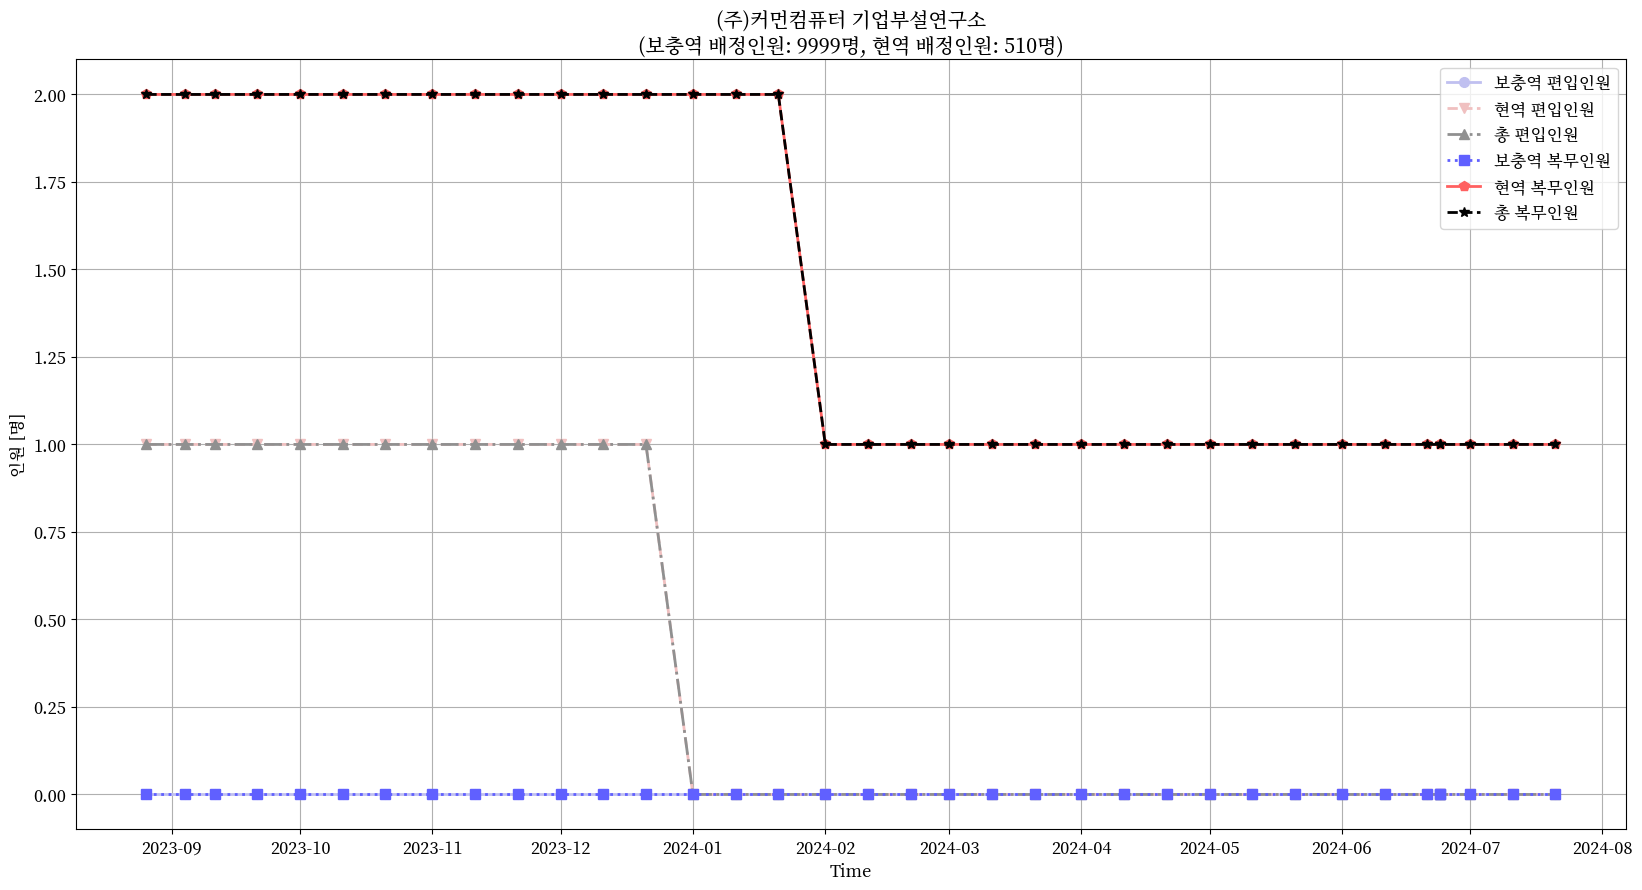 (주)커먼컴퓨터 기업부설연구소
(보충역 배정인원: 9999명, 현역 배정인원: 510명)
보충역 편입인원
현역 편입인원
총 편입인원
보충역 복무인원
현역 복무인원
총 복무인원
2.00
1.75
1.50
1.25
1.00
0.75
0.50
0.25
0.00
인원 [명]
2023-09 2023-10 2023-11 2023-12 2024-01 2024-02 2024-03 2024-04 2024-05 2024-06 2024-07 2024-08
Time